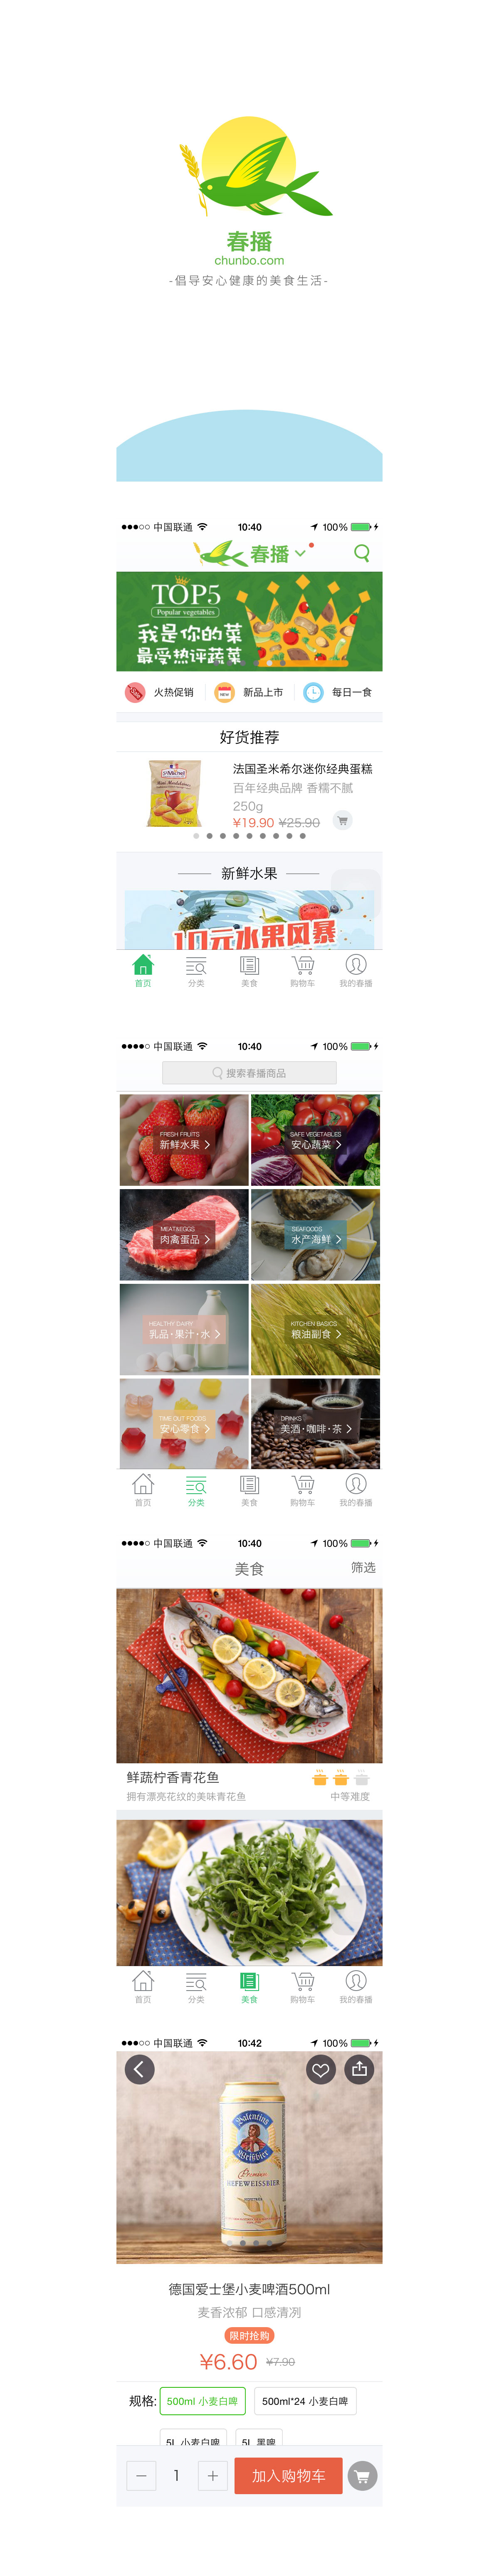 春播
chunbo.com
-倡导安心健康的美食生活-
中国联通 10:40 100%
春播
TOP5
Popular vegetables
我是你的菜
最受热评蔬菜
火热促销 新品上市 每日一食
好货推荐
法国圣米希尔迷你经典蛋糕
百年经典品牌 香糯不腻
250g
¥19.90 ¥25.90
新鲜水果
10元水果风暴
首页 分类 美食 购物车 我的春播
中国联通 10:40 100%
搜索春播商品
FRESH FRUITS
新鲜水果
SAFE VEGETABLES
安心蔬菜
MEAT&EGGS
肉禽蛋品
SEAFOODS
水产海鲜
HEALTHY DAIRY
乳品·果汁·水
KITCHEN BASICS
粮油副食
TIME OUT FOODS
安心零食
DRINKS
美酒·咖啡·茶
首页 分类 美食 购物车 我的春播
中国联通 10:40 100%
美食 筛选
鲜蔬柠香青花鱼
拥有漂亮花纹的美味青花鱼 中等难度
首页 分类 美食 购物车 我的春播
中国联通 10:42 100%
Valentins
Weißbier
Premium
HEFEWEISSBIER
德国爱士堡小麦啤酒500ml
麦香浓郁 口感清冽
限时抢购
¥6.60 ¥7.90
规格: 500ml 小麦白啤 500ml*24 小麦白啤
5L 小麦白啤 5L 黑啤
1 加入购物车